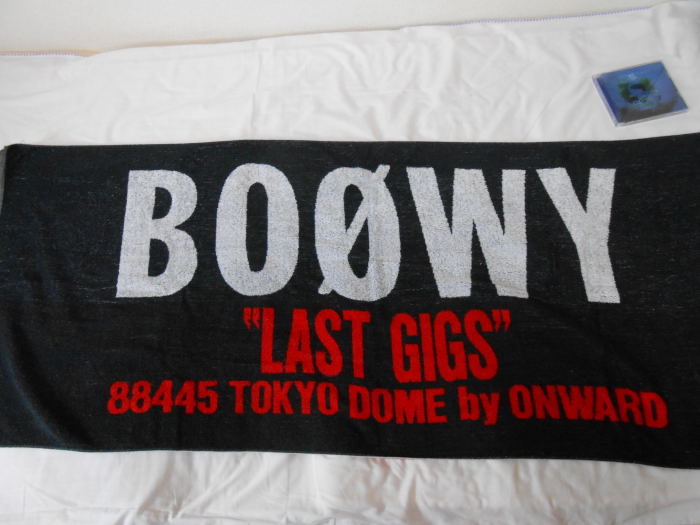 BOØWY
"LAST GIGS"
88445 TOKYO DOME by ONWARD